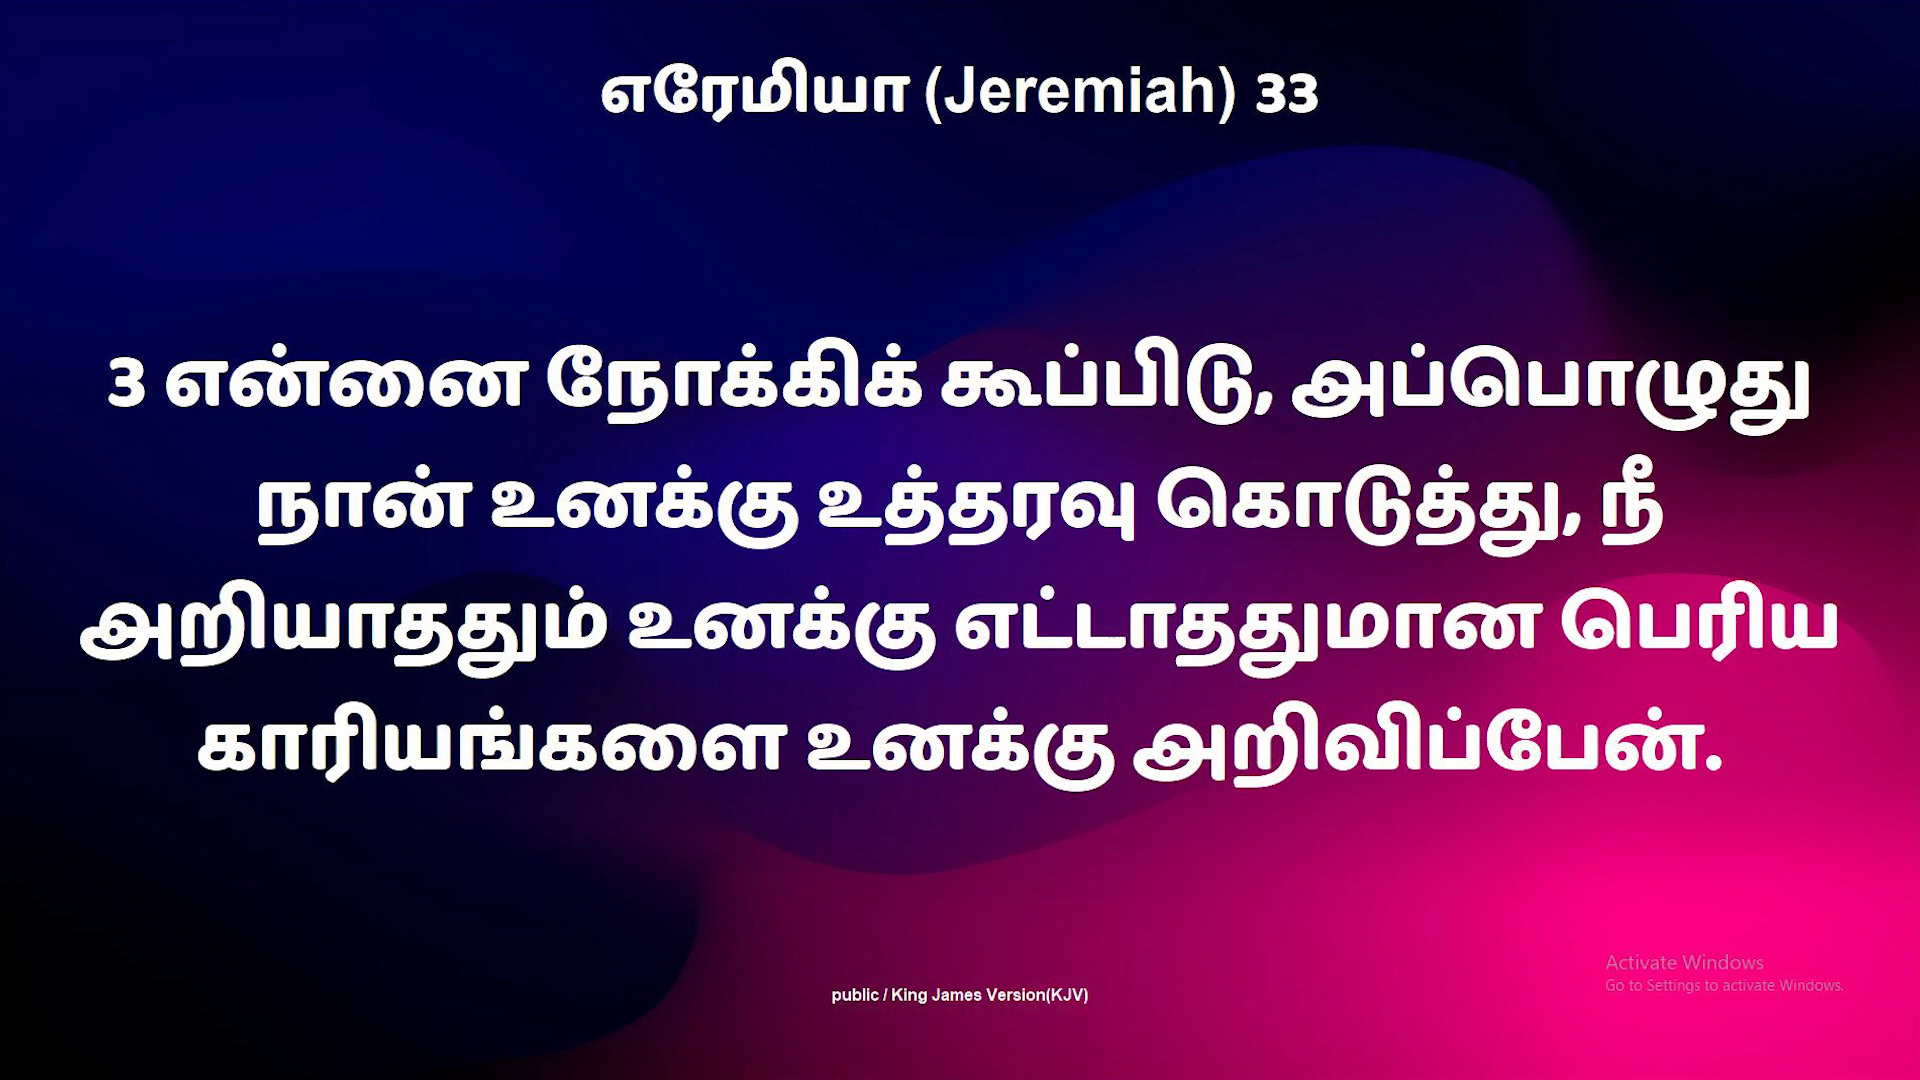 எரேமியா (Jeremiah) 33
3 என்னை நோக்கிக் கூப்பிடு, அப்பொழுது
நான் உனக்கு உத்தரவு கொடுத்து, நீ
அறியாததும் உனக்கு எட்டாததுமான பெரிய
காரியங்களை உனக்கு அறிவிப்பேன்.
Activate Windows
Go to Settings to activate Windows.
public / King James Version(KJV)